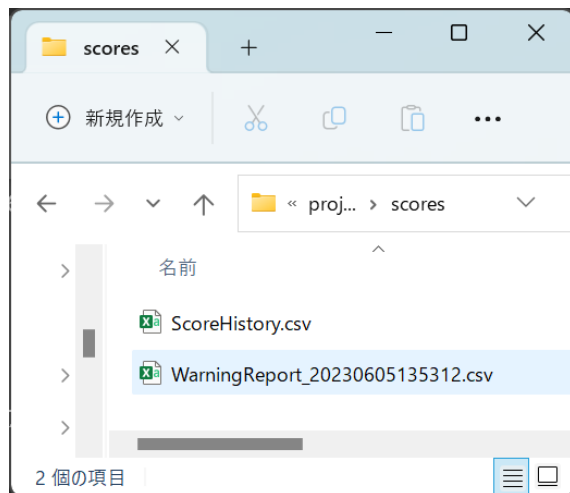 scores
新規作成
« proj... > scores
名前
ScoreHistory.csv
WarningReport_20230605135312.csv
2 個の項目